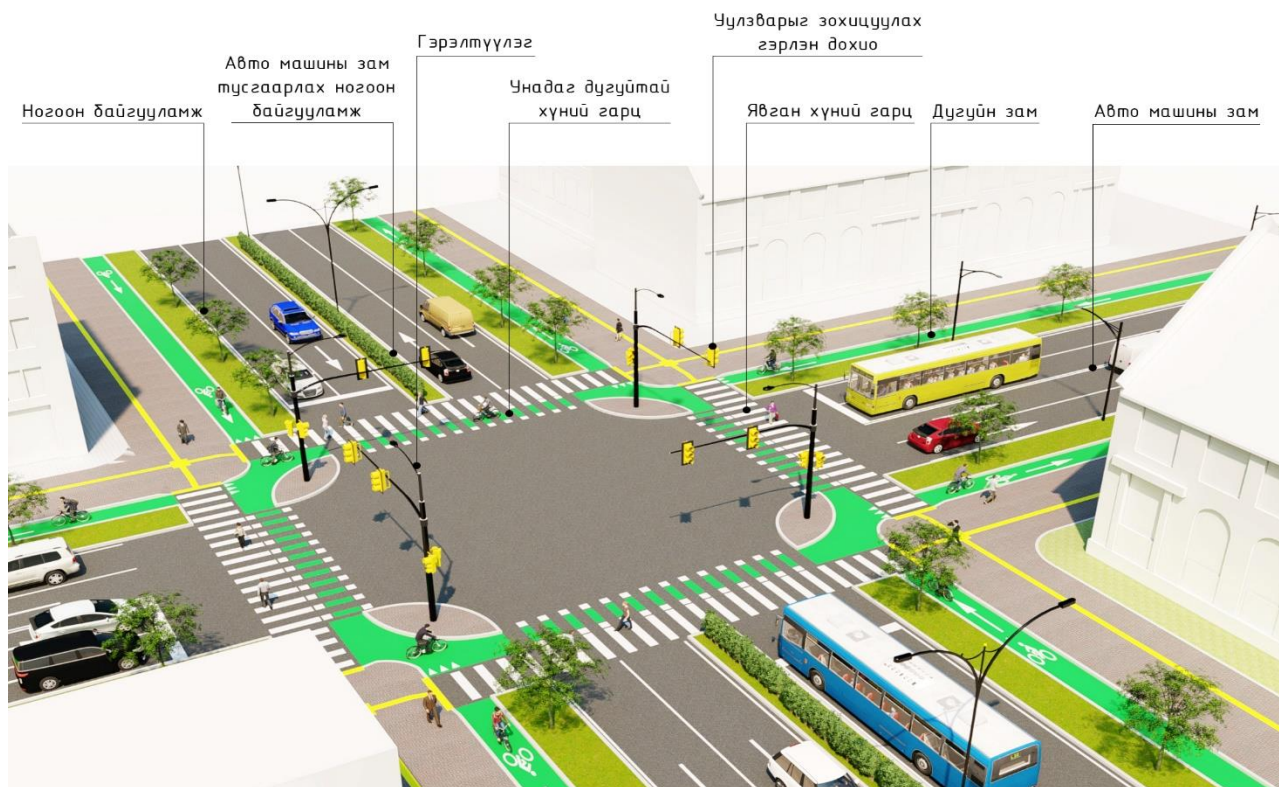 Уулзварыг зохицуулах
гэрлэн дохио
Гэрэлтүүлэг
Авто машины зам
тусгаарлах ногоон
байгууламж
Унадаг дугуйтай
хүний гарц
Ногоон байгууламж
Явган хүний гарц
Дугуйн зам
Авто машины зам